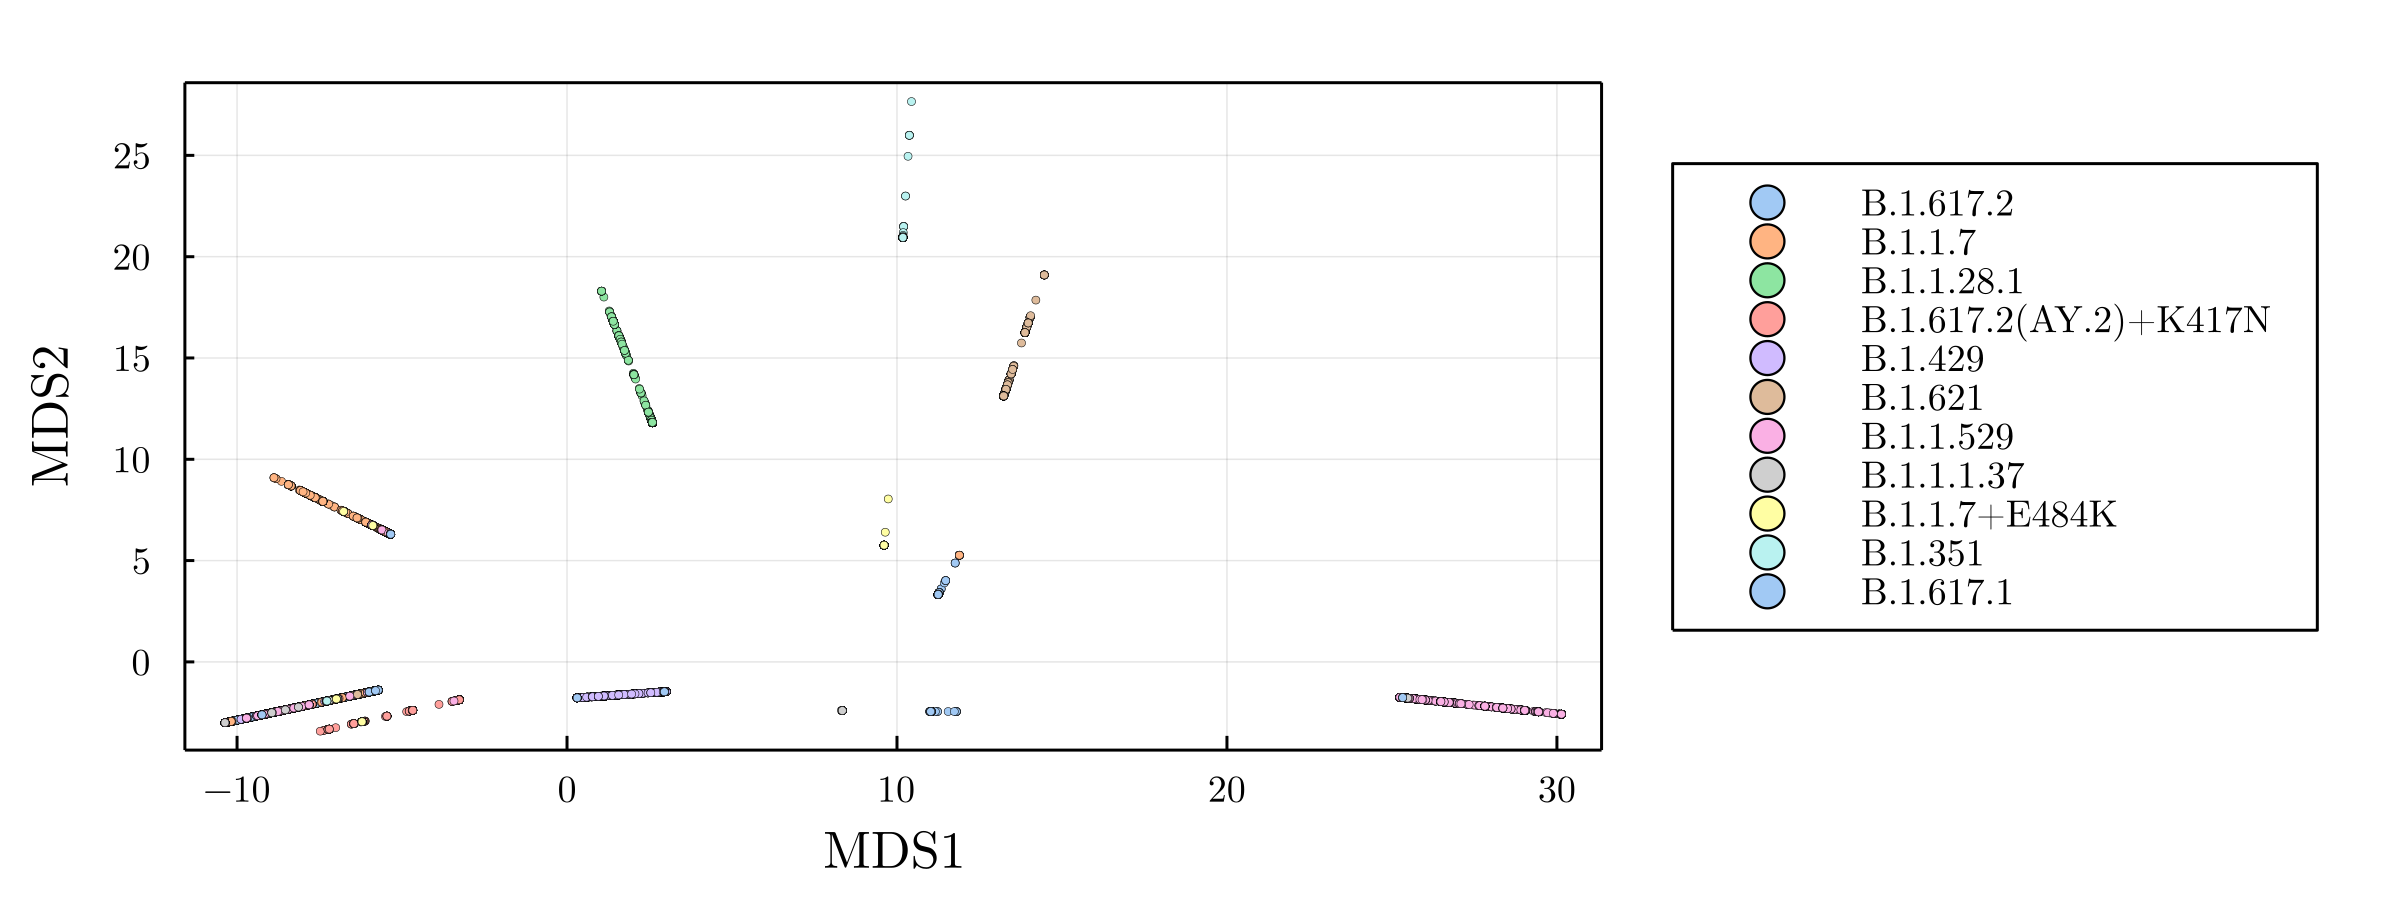 25
20
15
10
5
0
MDS2
−10
0
10
20
30
MDS1
B.1.617.2
B.1.1.7
B.1.1.28.1
B.1.617.2(AY.2)+K417N
B.1.429
B.1.621
B.1.1.529
B.1.1.1.37
B.1.1.7+E484K
B.1.351
B.1.617.1